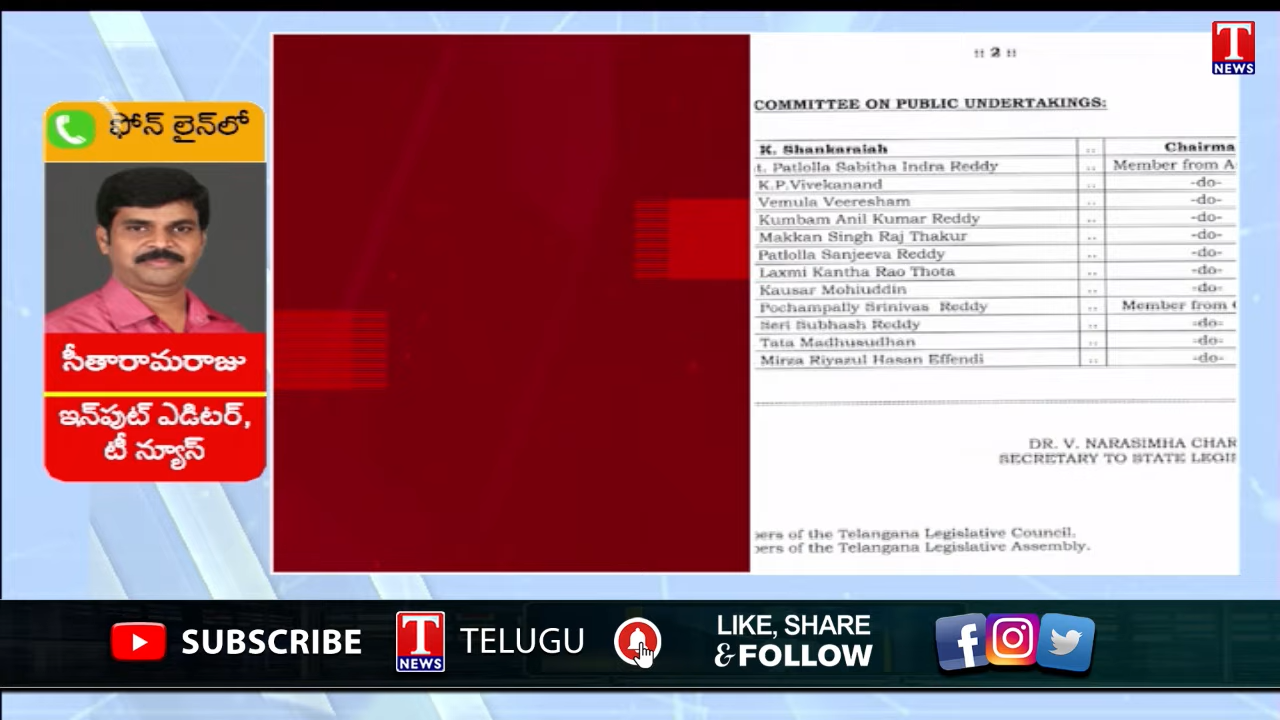 T
NEWS
ఫోన్ లైన్‌లో
సీతారామరాజు
ఇన్‌పుట్ ఎడిటర్,
టీ న్యూస్
:: 2 ::
COMMITTEE ON PUBLIC UNDERTAKINGS:
K. Shankaraiah .. Chairma
t. Patlolla Sabitha Indra Reddy .. Member from A
K.P.Vivekanand .. -do-
Vemula Veeresham .. -do-
Kumbam Anil Kumar Reddy .. -do-
Makkan Singh Raj Thakur .. -do-
Patlolla Sanjeeva Reddy .. -do-
Laxmi Kantha Rao Thota .. -do-
Kausar Mohiuddin .. -do-
Pochampally Srinivas Reddy .. Member from
Seri Subhash Reddy .. -do-
Tata Madhusudhan .. -do-
Mirza Riyazul Hasan Effendi .. -do-
DR. V. NARASIMHA CHAR
SECRETARY TO STATE LEGI
bers of the Telangana Legislative Council.
bers of the Telangana Legislative Assembly.
SUBSCRIBE
T
NEWS
TELUGU
LIKE, SHARE
& FOLLOW